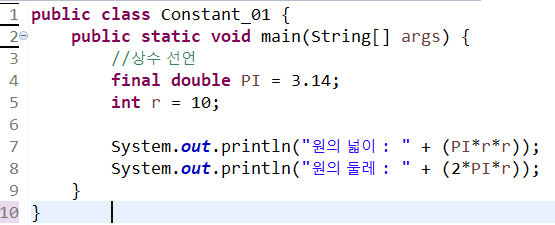 1 public class Constant_01 {
2 public static void main(String[] args) {
3 //상수 선언
4 final double PI = 3.14;
5 int r = 10;
6
7 System.out.println("원의 넓이 : " + (PI*r*r));
8 System.out.println("원의 둘레 : " + (2*PI*r));
9 }
10 }